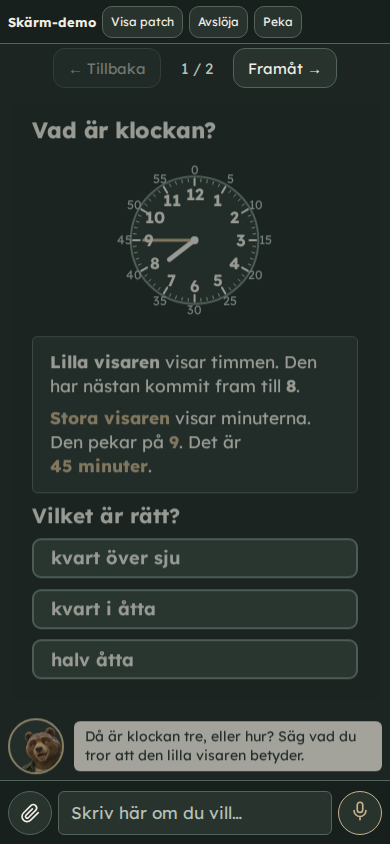 Skärm-demo Visa patch Avslöja Peka
← Tillbaka 1 / 2 Framåt →
Vad är klockan?
0
55 5
12
11 1
50 10
10 2
45 9 3 15
8 4
40 20
7 5
6
35 25
30
Lilla visaren visar timmen. Den
har nästan kommit fram till 8.
Stora visaren visar minuterna.
Den pekar på 9. Det är
45 minuter.
Vilket är rätt?
kvart över sju
kvart i åtta
halv åtta
Då är klockan tre, eller hur? Säg vad du
tror att den lilla visaren betyder.
Skriv här om du vill…